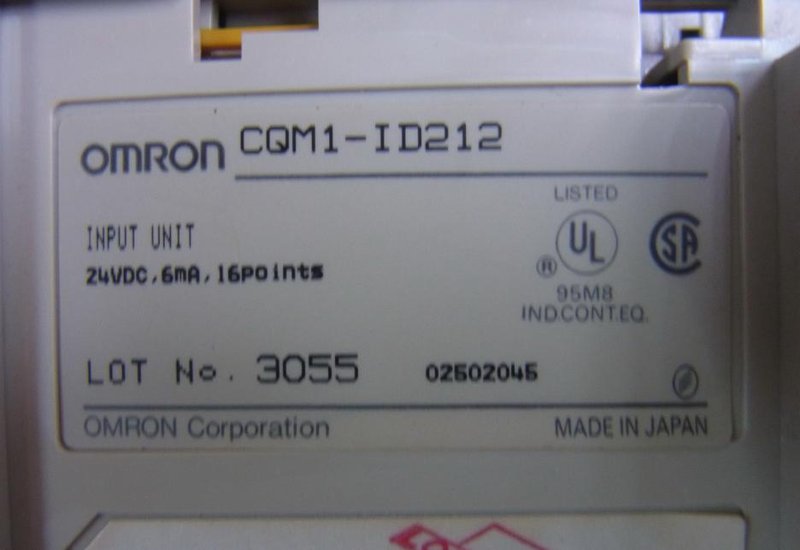 OMRON CQM1-ID212
INPUT UNIT
24VDC,6mA,16points
LISTED
UL
®
SA
95M8
IND.CONT.EQ.
LOT No. 3055 02502045
OMRON Corporation MADE IN JAPAN